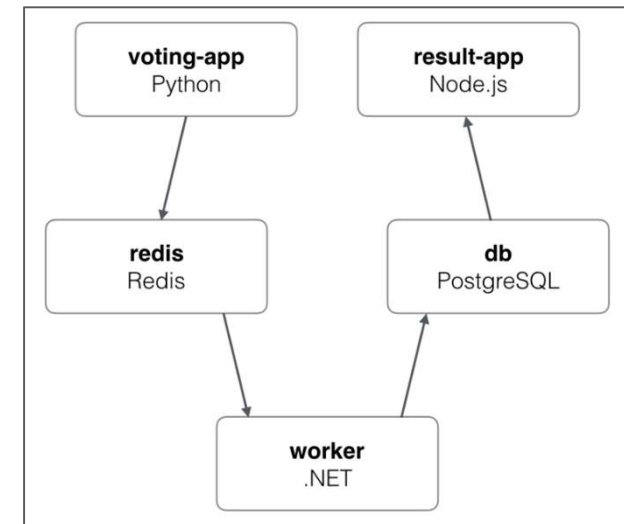 voting-app
Python
result-app
Node.js
redis
Redis
db
PostgreSQL
worker
.NET